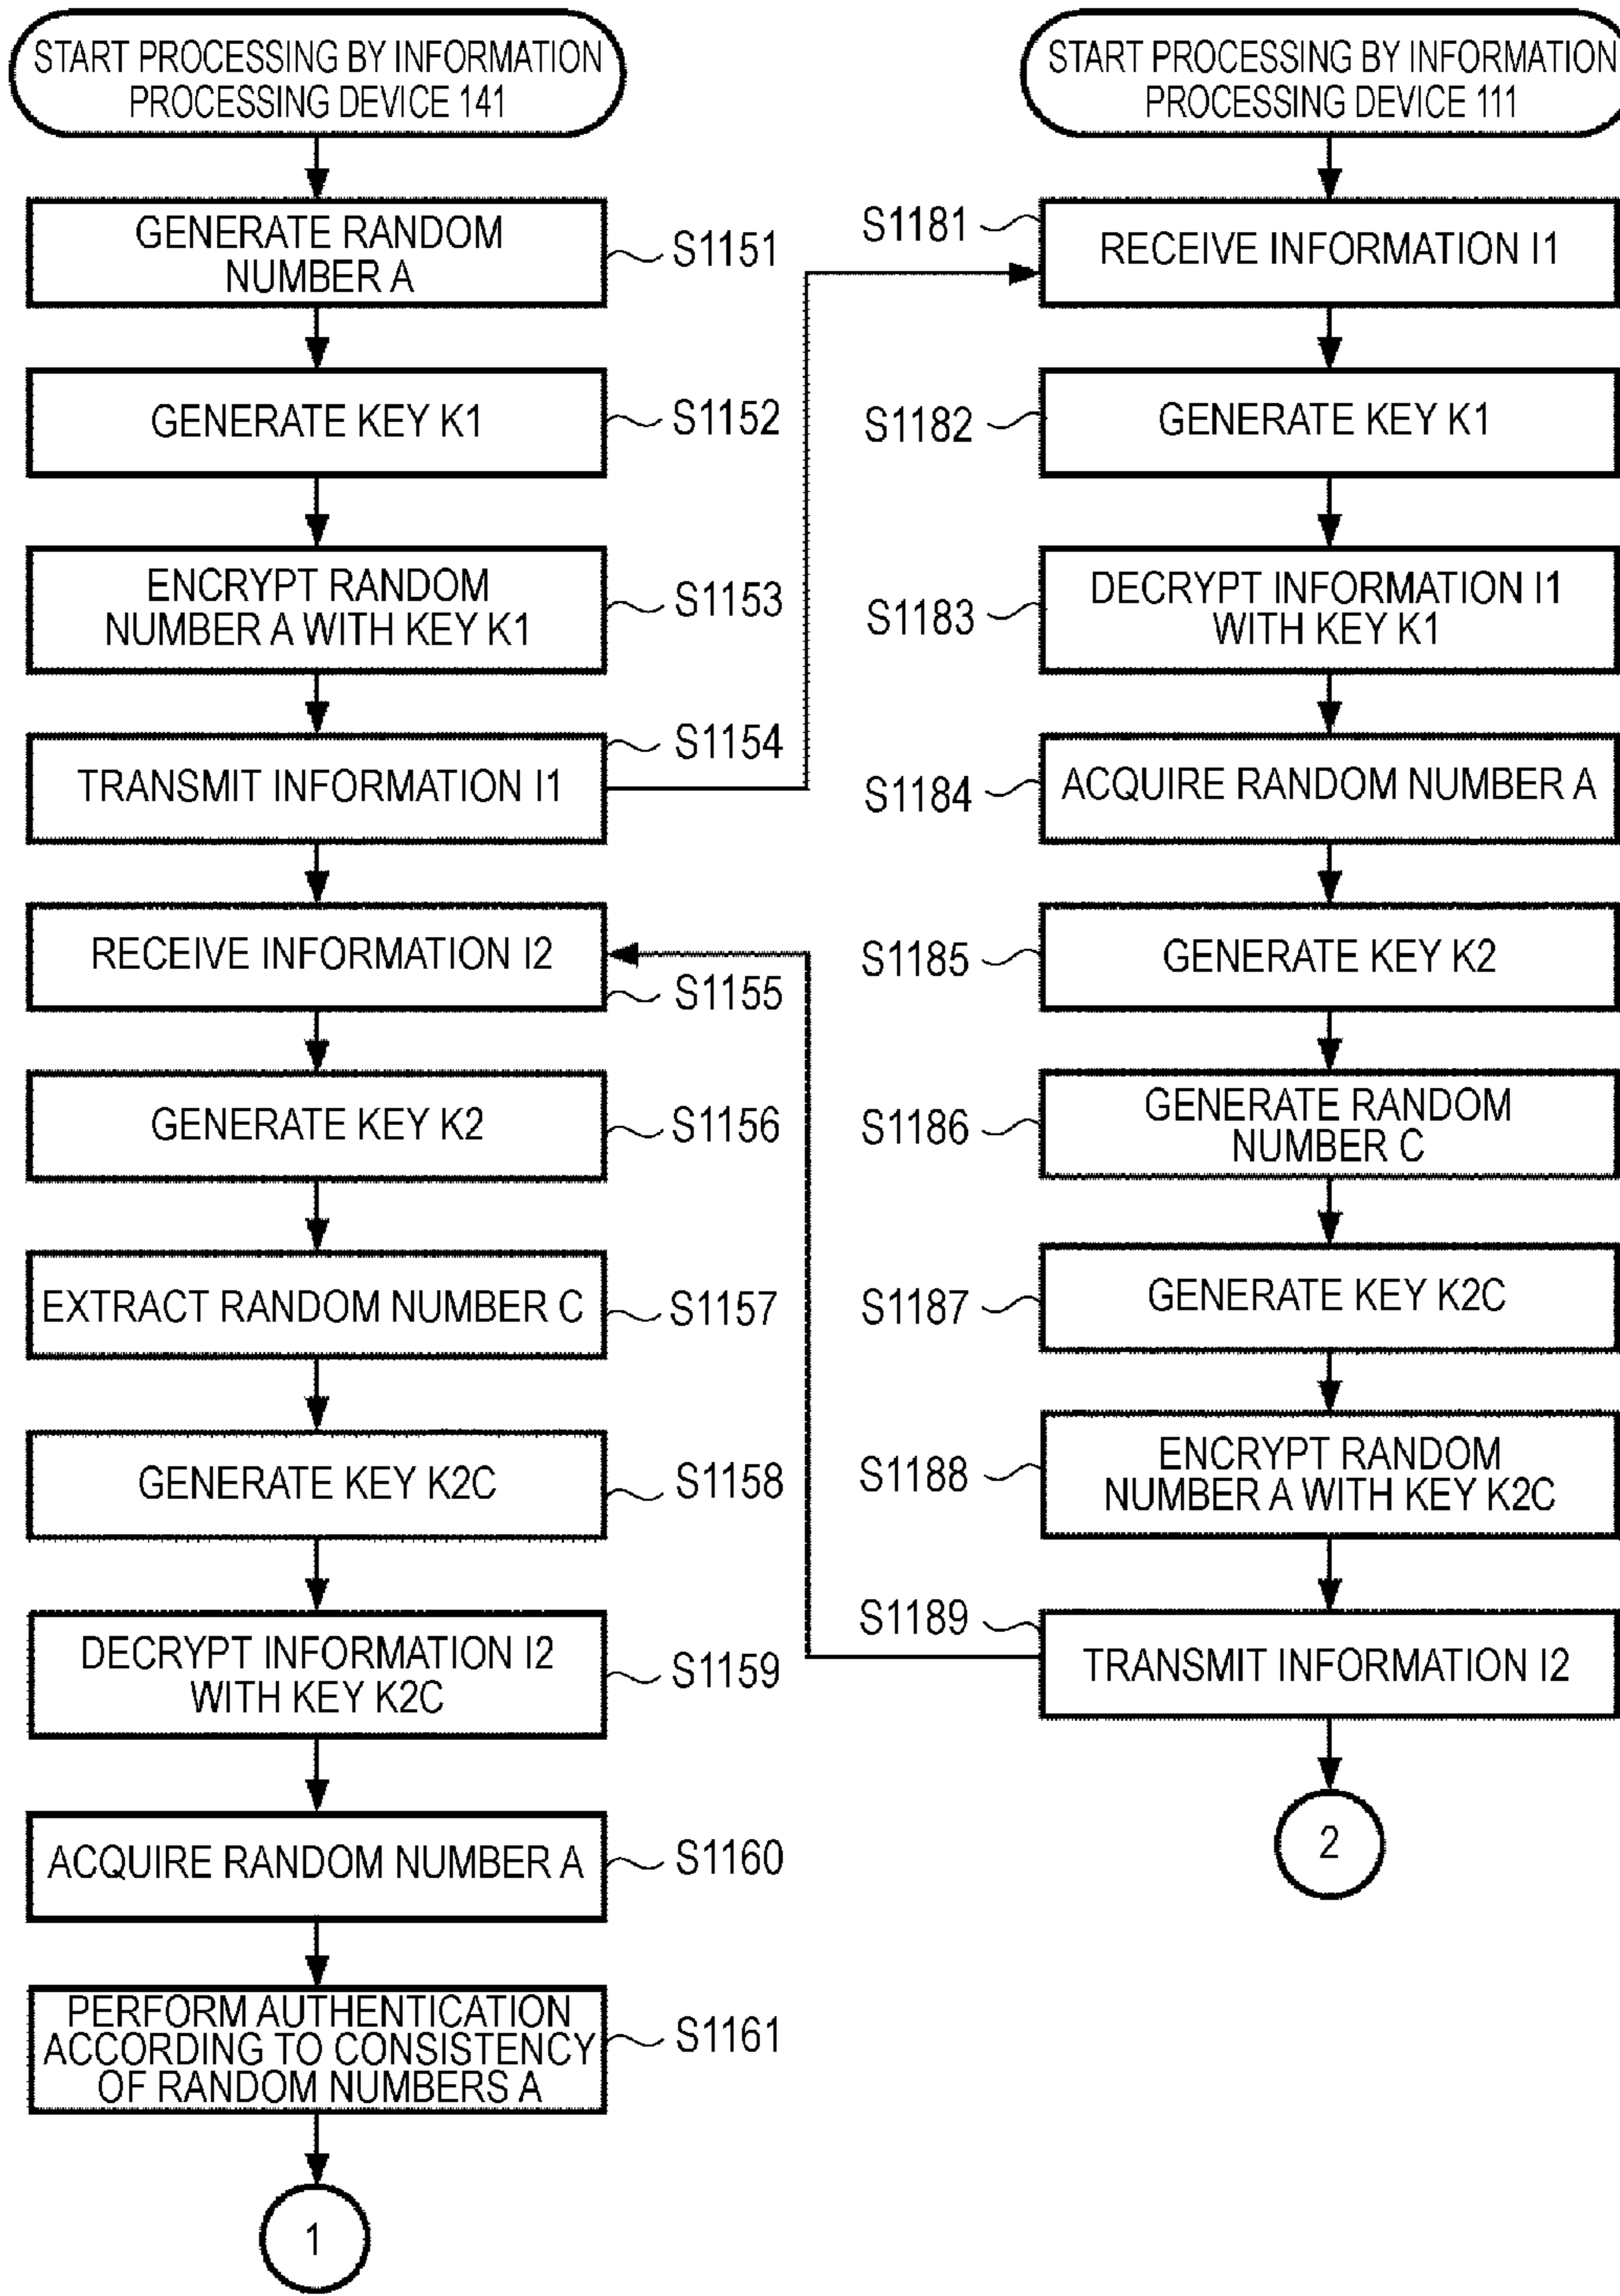 START PROCESSING BY INFORMATION
PROCESSING DEVICE 141
GENERATE RANDOM
NUMBER A
S1151
GENERATE KEY K1
S1152
ENCRYPT RANDOM
NUMBER A WITH KEY K1
S1153
S1154
TRANSMIT INFORMATION I1
RECEIVE INFORMATION I2
S1155
GENERATE KEY K2
S1156
EXTRACT RANDOM NUMBER C
S1157
GENERATE KEY K2C
S1158
DECRYPT INFORMATION I2
WITH KEY K2C
S1159
ACQUIRE RANDOM NUMBER A
S1160
PERFORM AUTHENTICATION
ACCORDING TO CONSISTENCY
OF RANDOM NUMBERS A
S1161
1
START PROCESSING BY INFORMATION
PROCESSING DEVICE 111
S1181
RECEIVE INFORMATION I1
S1182
GENERATE KEY K1
S1183
DECRYPT INFORMATION I1
WITH KEY K1
S1184
ACQUIRE RANDOM NUMBER A
S1185
GENERATE KEY K2
S1186
GENERATE RANDOM
NUMBER C
S1187
GENERATE KEY K2C
S1188
ENCRYPT RANDOM
NUMBER A WITH KEY K2C
S1189
TRANSMIT INFORMATION I2
2